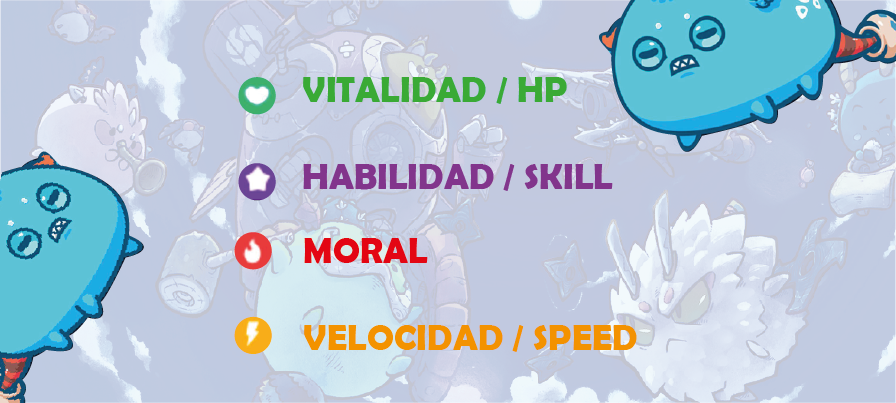 VITALIDAD / HP
HABILIDAD / SKILL
MORAL
VELOCIDAD / SPEED